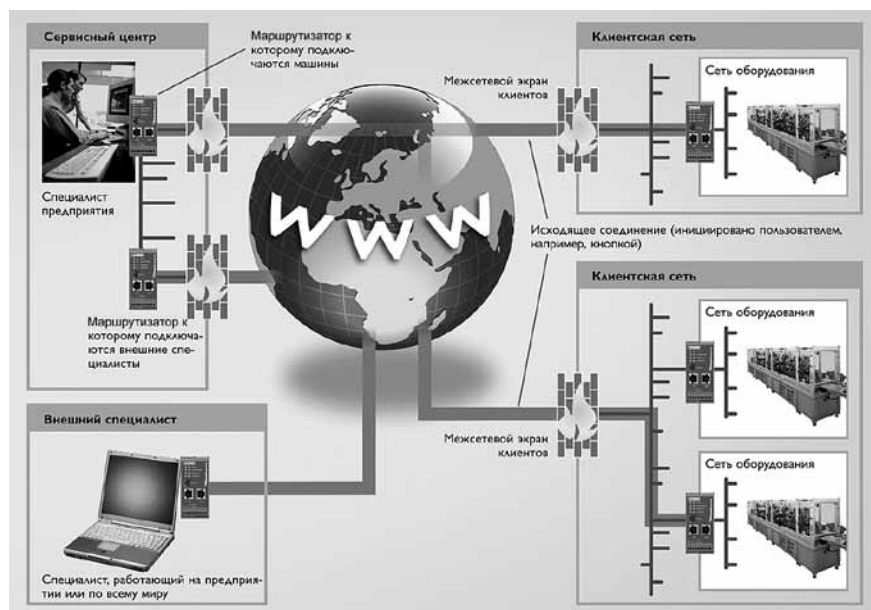 Сервисный центр
Маршрутизатор к
которому подклю-
чаются машины
Специалист
предприятия
Маршрутизатор к
которому подключа-
ются внешние спе-
циалисты
Внешний специалист
Специалист, работающий на предприя-
тии или по всему миру
WWW
Межсетевой экран
клиентов
Клиентская сеть
Сеть оборудования
Исходящее соединение (инициировано пользователем,
например, кнопкой)
Клиентская сеть
Сеть оборудования
Межсетевой экран
клиентов
Сеть оборудования